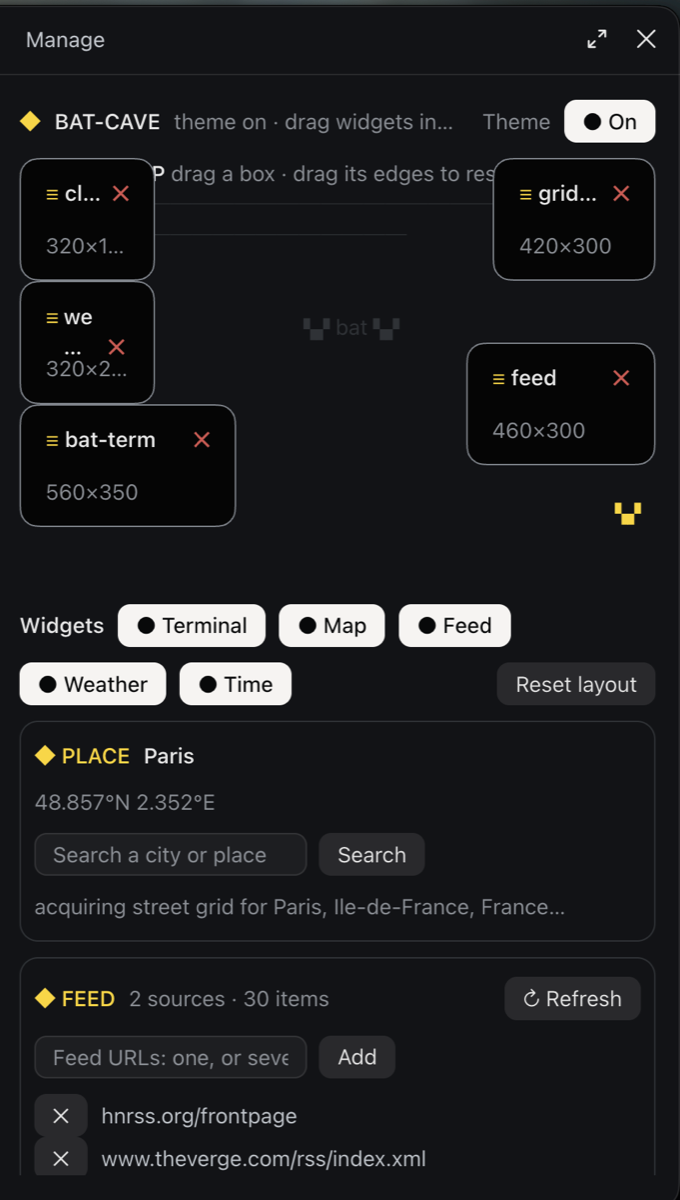 Manage
BAT-CAVE theme on · drag widgets in... Theme On
P drag a box · drag its edges to res
cl...
320×1...
grid...
420×300
bat
we
...
320×2...
feed
460×300
bat-term
560×350
Widgets Terminal Map Feed
Weather Time Reset layout
PLACE Paris
48.857°N 2.352°E
Search a city or place Search
acquiring street grid for Paris, Ile-de-France, France...
FEED 2 sources · 30 items Refresh
Feed URLs: one, or seve Add
hnrss.org/frontpage
www.theverge.com/rss/index.xml